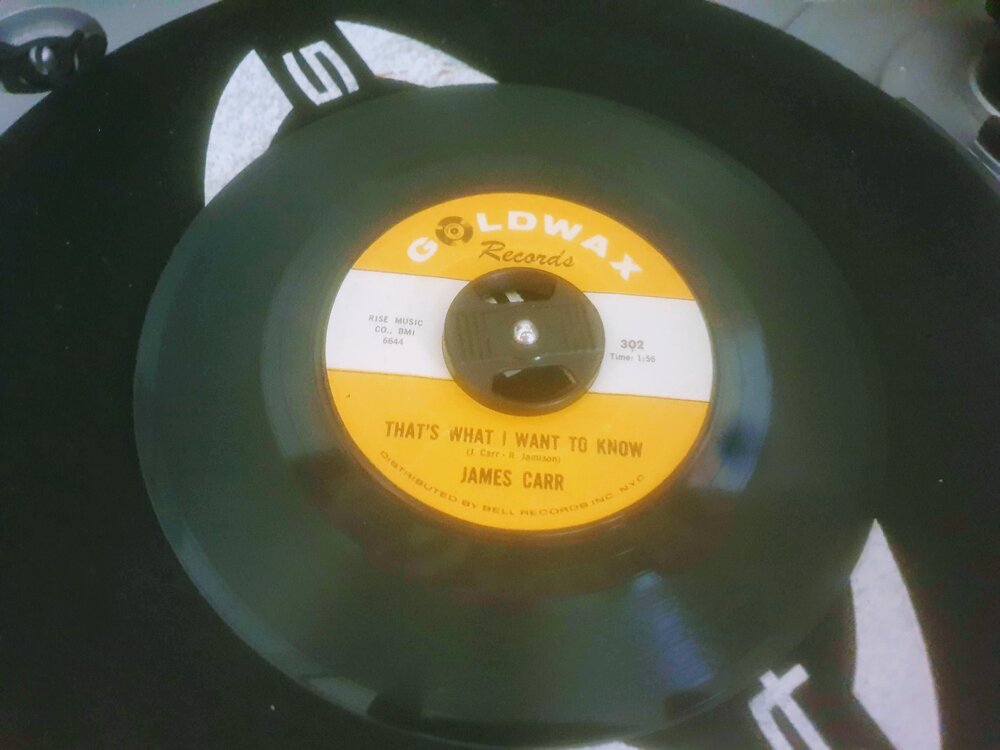 GOLDWAX
Records
RISE MUSIC
CO., BMI
6644
302
Time: 1:56
THAT'S WHAT I WANT TO KNOW
(J. Carr - R. Jamison)
JAMES CARR
DISTRIBUTED BY BELL RECORDS, INC. NYC